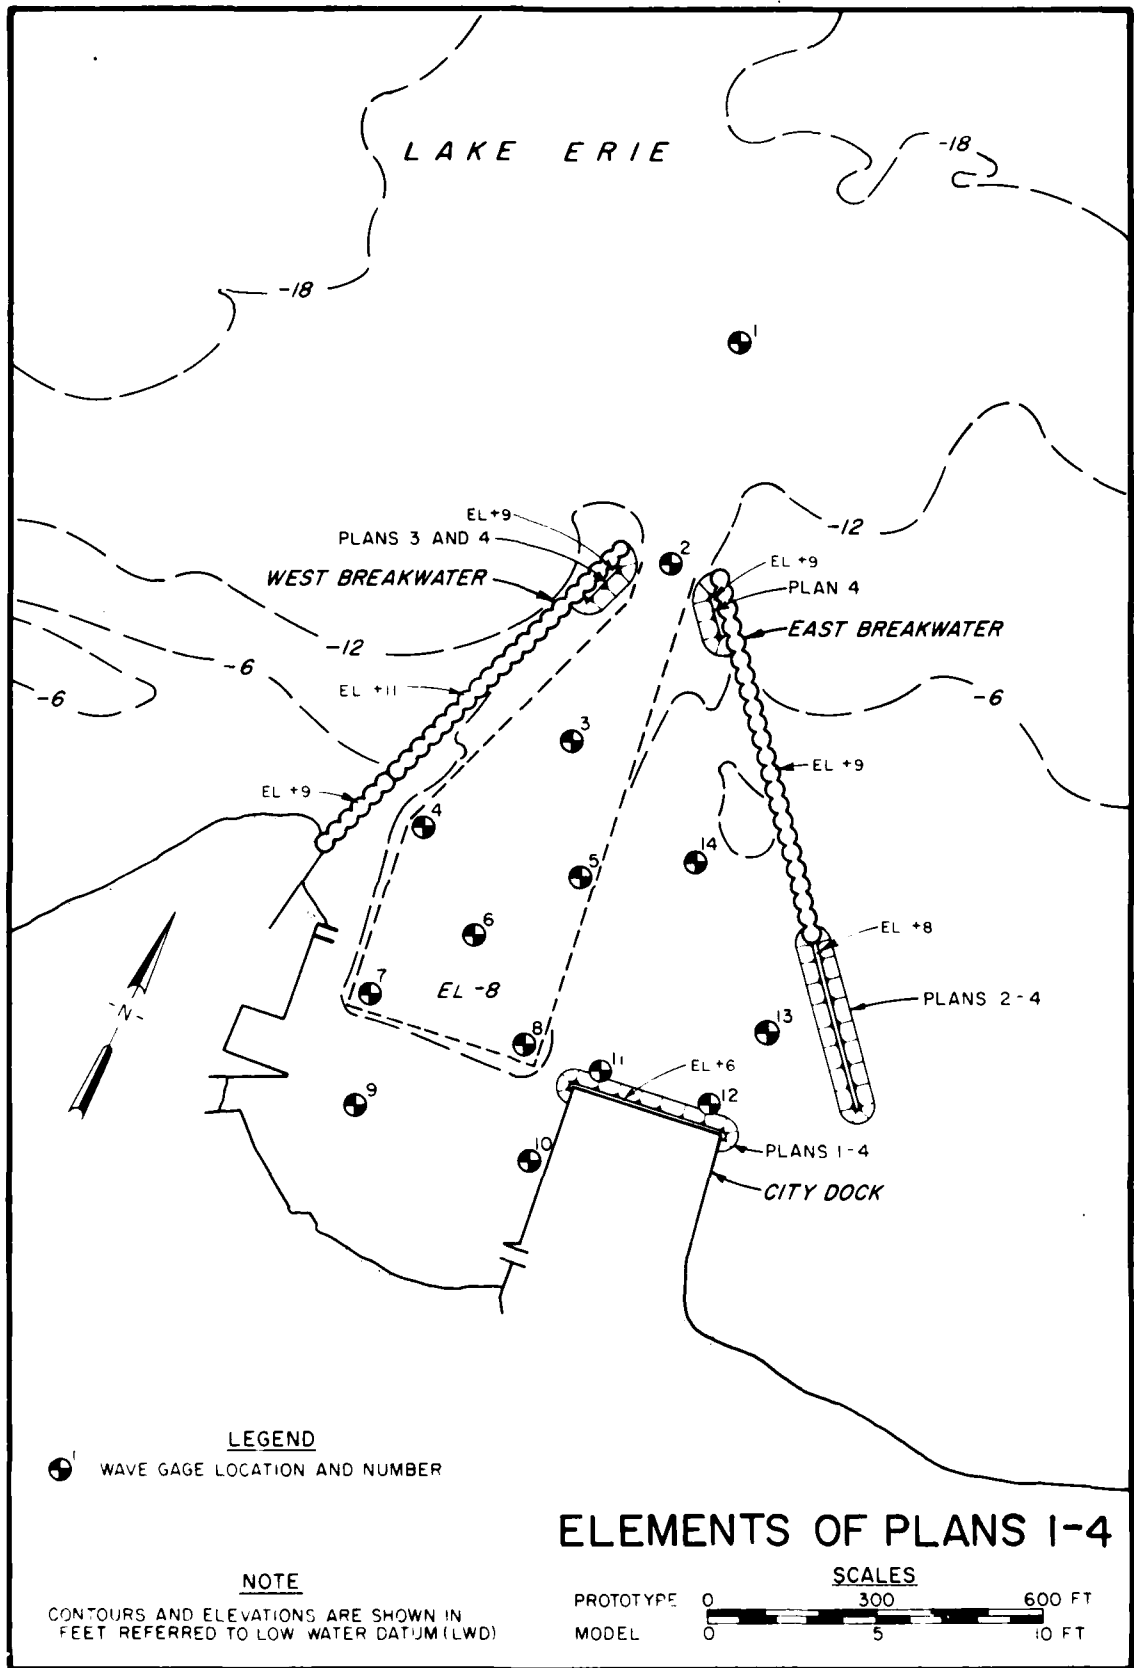 LAKE ERIE
-18
-18
1
-12
EL +9
PLANS 3 AND 4
2
WEST BREAKWATER
EL +9
PLAN 4
EAST BREAKWATER
-12
-6
EL +11
-6
-6
3
EL +9
EL +9
4
14
5
6
EL +8
7
EL -8
PLANS 2-4
-N-
8
13
11
EL +6
9
12
10
PLANS 1-4
CITY DOCK
LEGEND
1
WAVE GAGE LOCATION AND NUMBER
ELEMENTS OF PLANS 1-4
NOTE
CONTOURS AND ELEVATIONS ARE SHOWN IN
FEET REFERRED TO LOW WATER DATUM (LWD)
SCALES
PROTOTYPE 0 300 600 FT
MODEL 0 5 10 FT